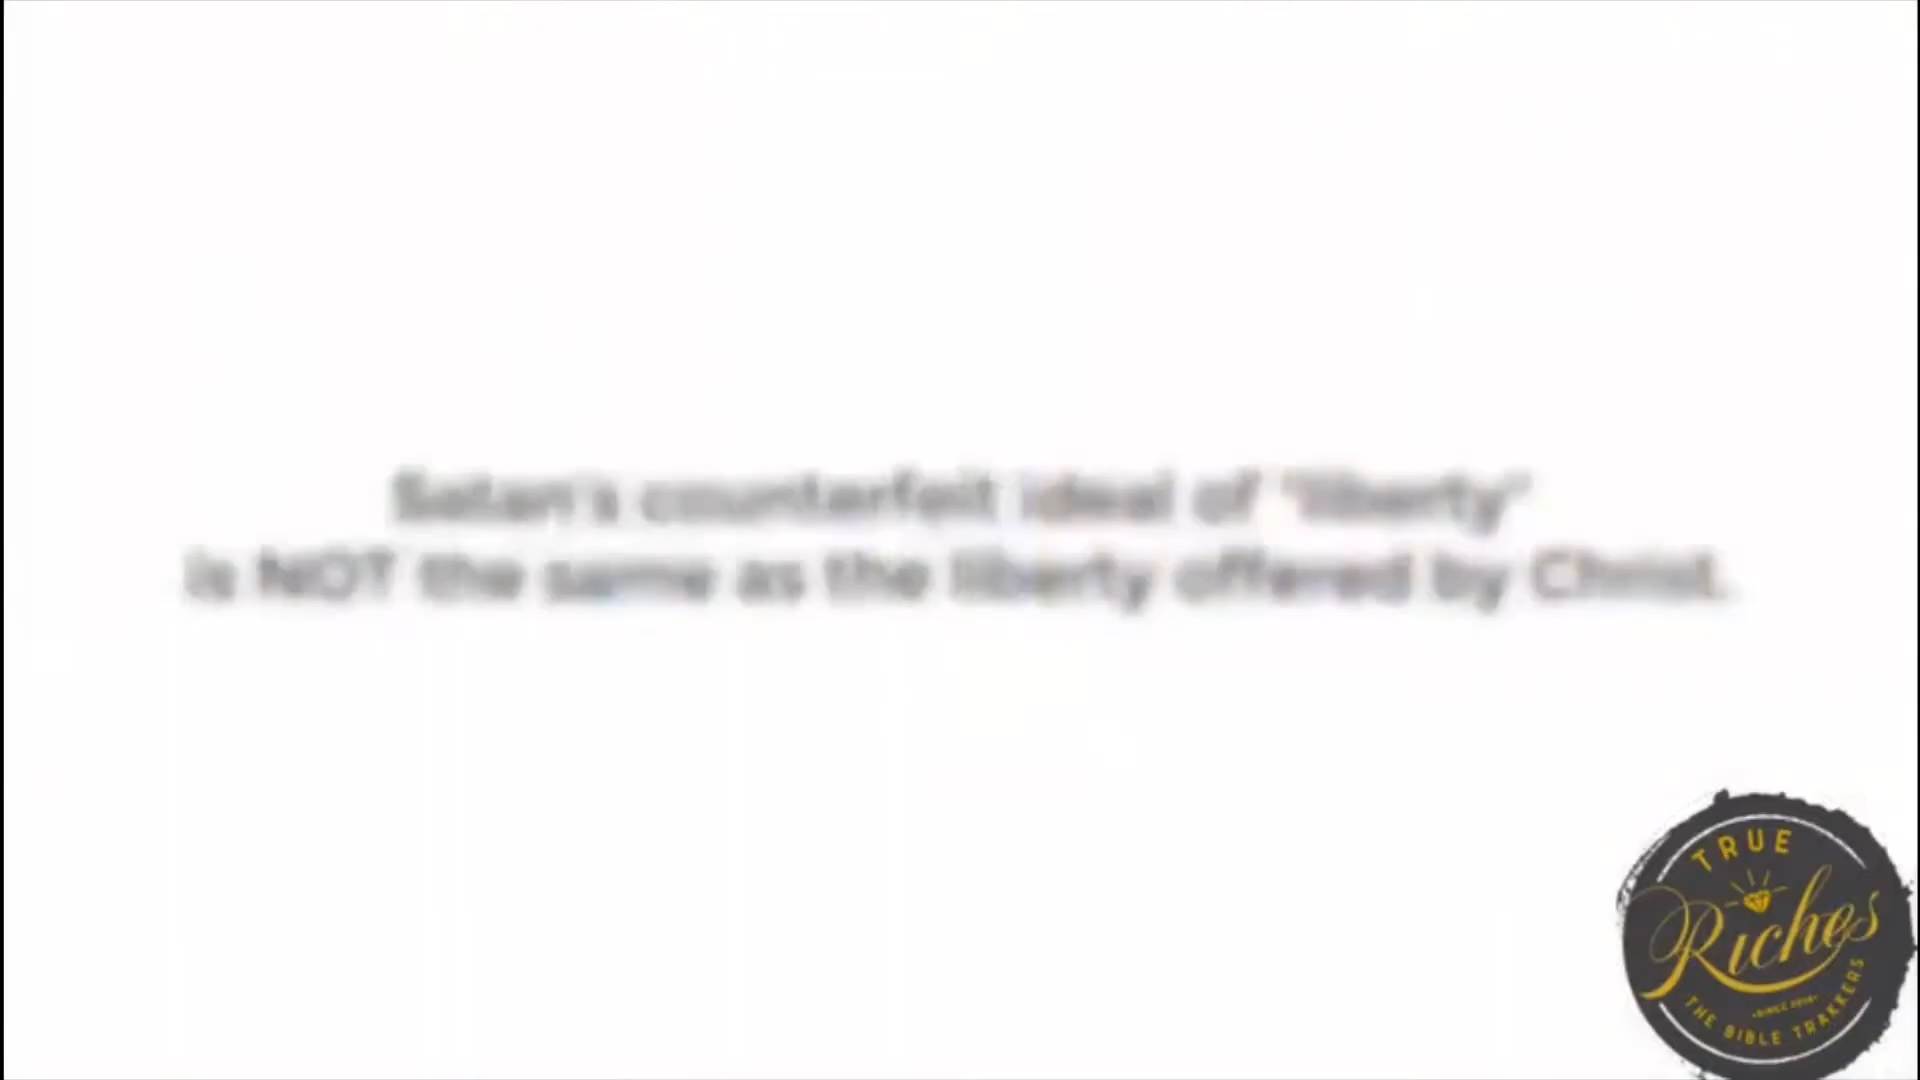 Satan's counterfeit ideal of "liberty"
is NOT the same as the liberty offered by Christ.
TRUE
Riches
THE BIBLE TRAKKERS